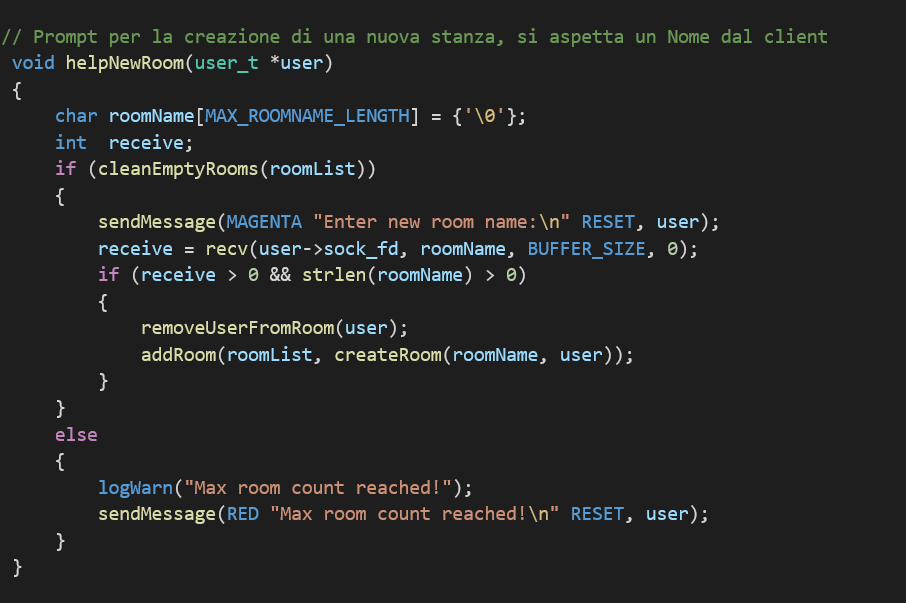 // Prompt per la creazione di una nuova stanza, si aspetta un Nome dal client
void helpNewRoom(user_t *user)
{
    char roomName[MAX_ROOMNAME_LENGTH] = {'\0'};
    int  receive;
    if (cleanEmptyRooms(roomList))
    {
        sendMessage(MAGENTA "Enter new room name:\n" RESET, user);
        receive = recv(user->sock_fd, roomName, BUFFER_SIZE, 0);
        if (receive > 0 && strlen(roomName) > 0)
        {
            removeUserFromRoom(user);
            addRoom(roomList, createRoom(roomName, user));
        }
    }
    else
    {
        logWarn("Max room count reached!");
        sendMessage(RED "Max room count reached!\n" RESET, user);
    }
}